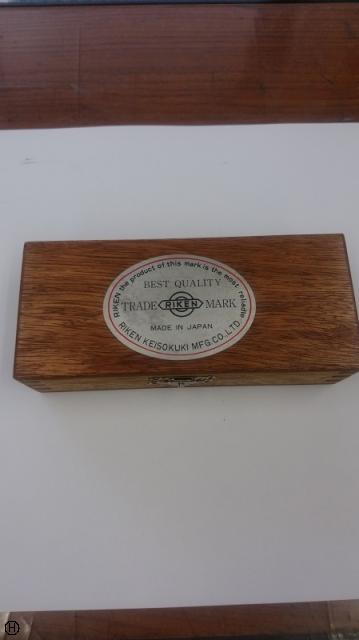 RIKEN the product of this mark is the most reliable
BEST QUALITY
TRADE RIKEN MARK
MADE IN JAPAN
RIKEN KEISOKUKI MFG. CO., LTD
H